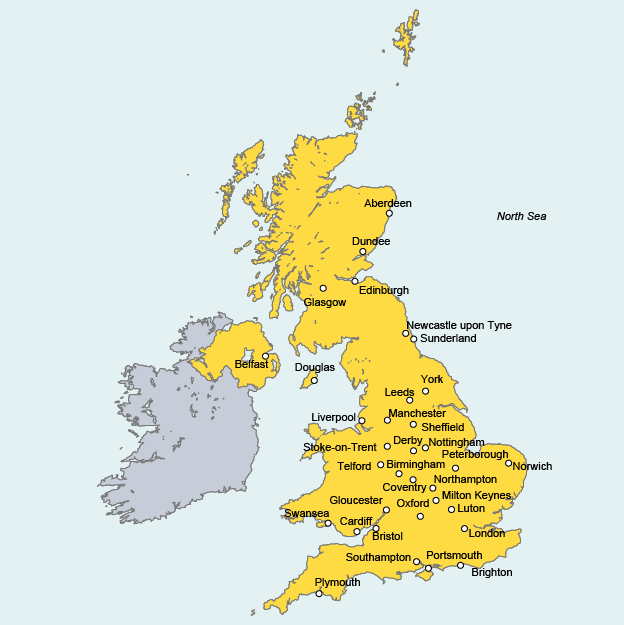 Aberdeen
North Sea
Dundee
Edinburgh
Glasgow
Newcastle upon Tyne
Sunderland
Belfast
Douglas
York
Leeds
Liverpool
Manchester
Sheffield
Stoke-on-Trent
Derby
Nottingham
Peterborough
Telford
Birmingham
Norwich
Coventry
Northampton
Gloucester
Oxford
Milton Keynes
Luton
Swansea
Cardiff
Bristol
London
Southampton
Portsmouth
Brighton
Plymouth